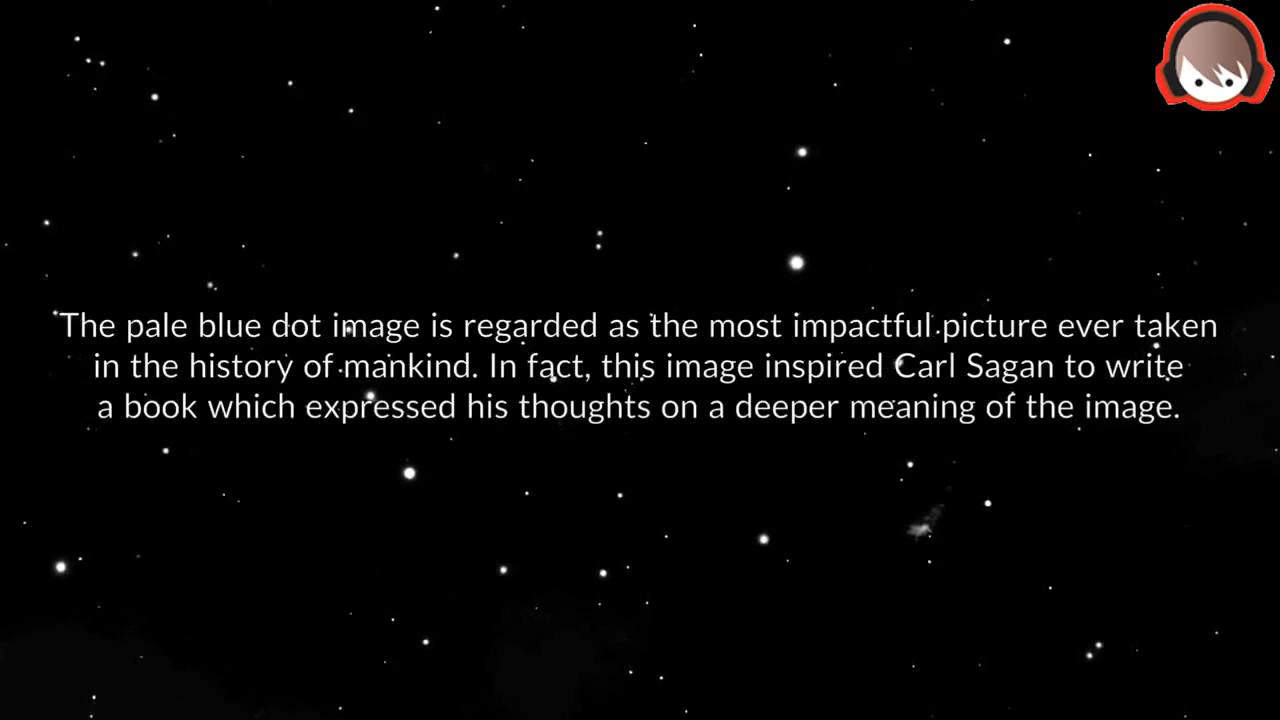 The pale blue dot image is regarded as the most impactful picture ever taken
in the history of mankind. In fact, this image inspired Carl Sagan to write
a book which expressed his thoughts on a deeper meaning of the image.